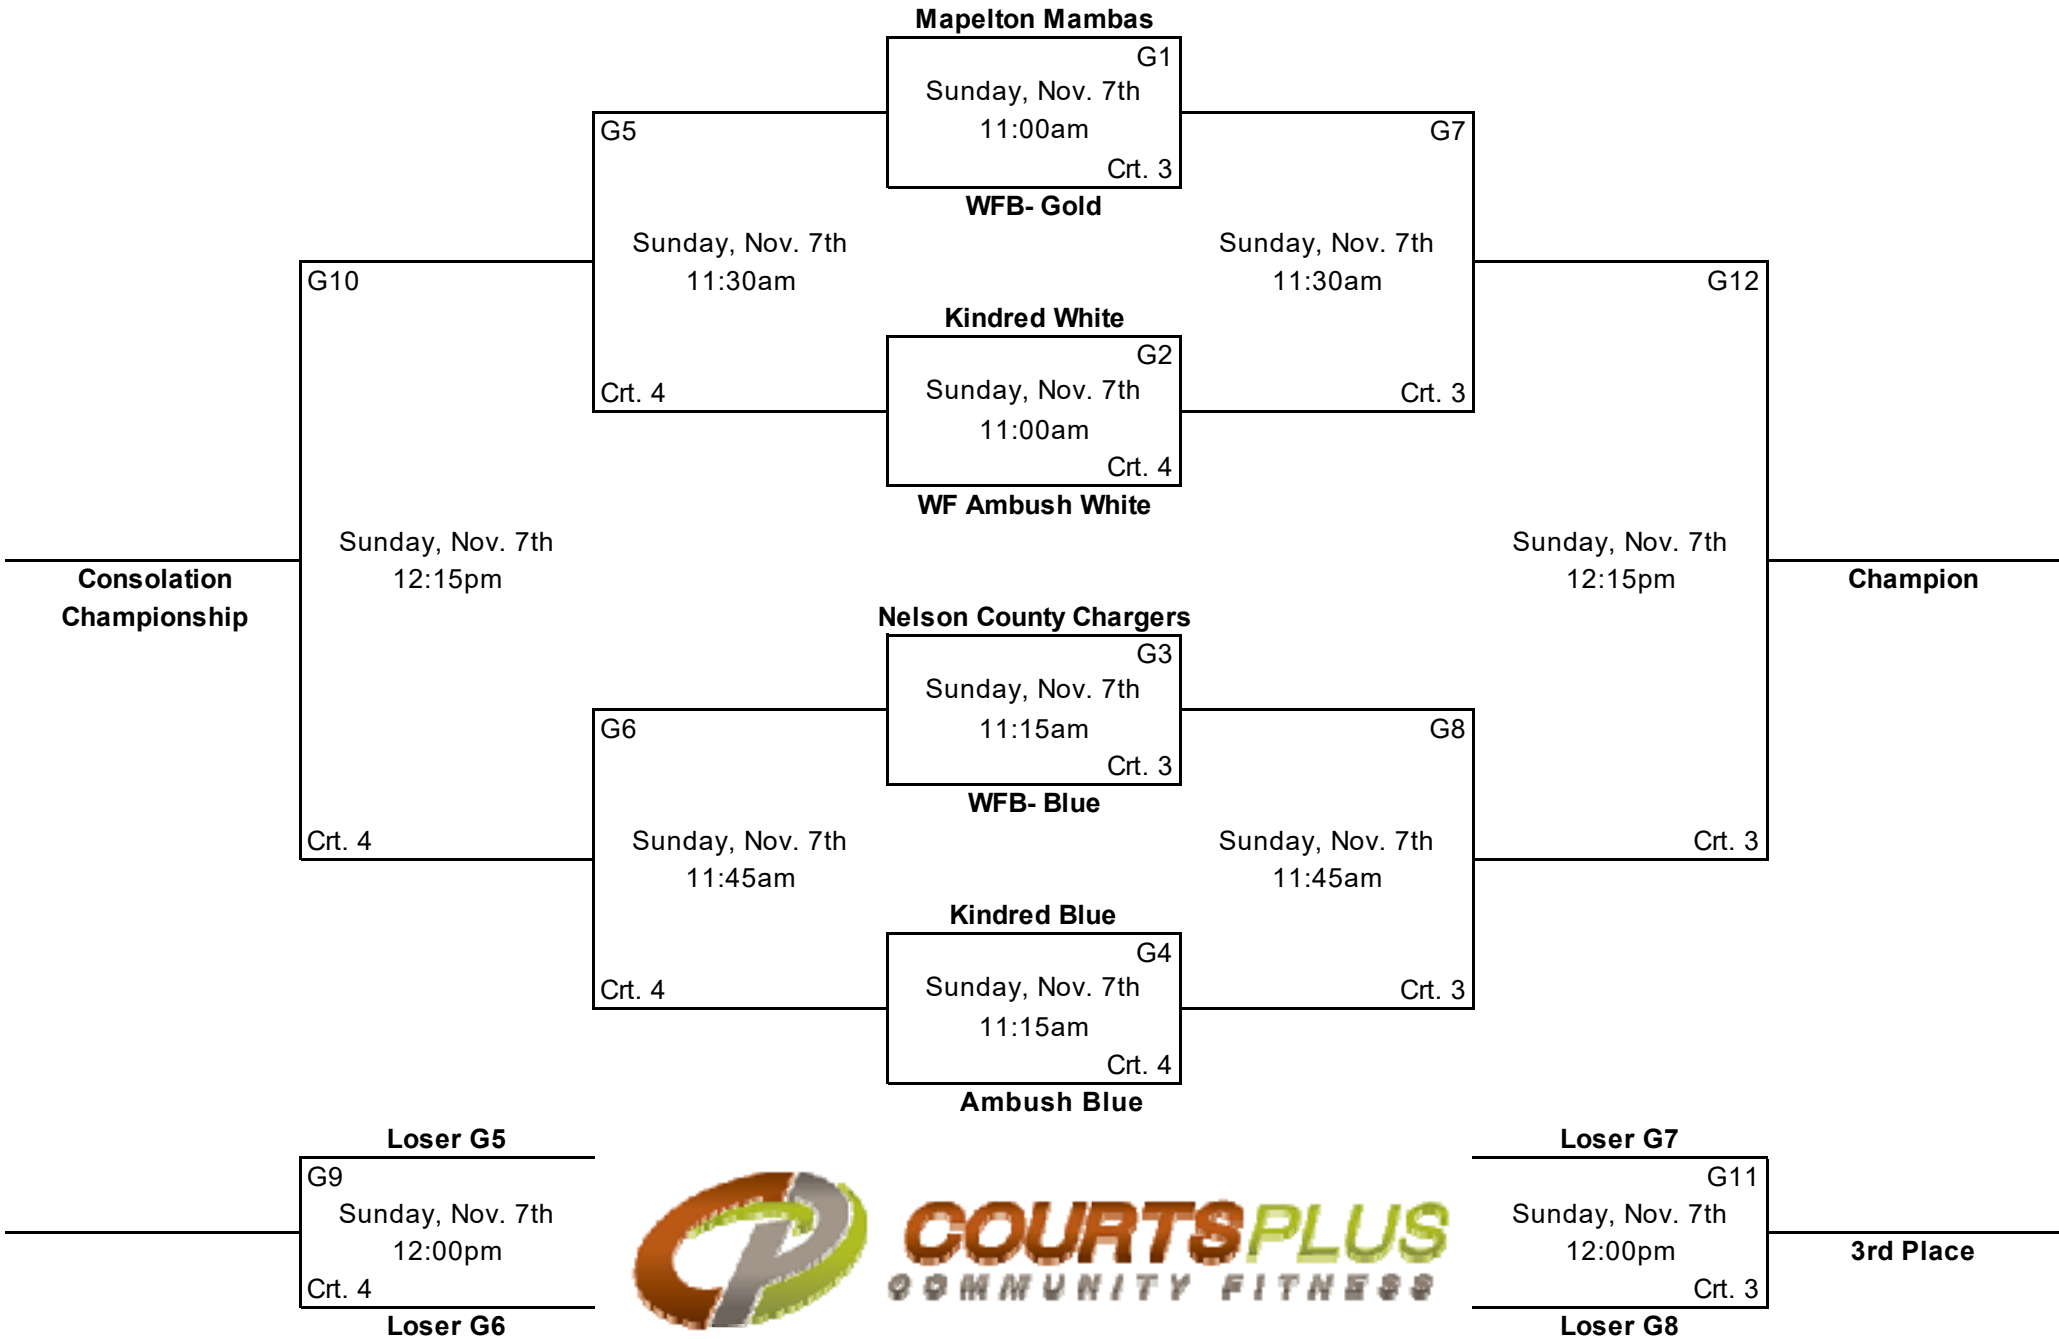 Mapelton Mambas
G1
Sunday, Nov. 7th
11:00am
Crt. 3
WFB- Gold
G5
Sunday, Nov. 7th
11:30am
Crt. 4
G7
Sunday, Nov. 7th
11:30am
Crt. 3
Kindred White
G2
Sunday, Nov. 7th
11:00am
Crt. 4
WF Ambush White
G10
Sunday, Nov. 7th
12:15pm
Crt. 4
Consolation
Championship
G12
Sunday, Nov. 7th
12:15pm
Crt. 3
Champion
Nelson County Chargers
G3
Sunday, Nov. 7th
11:15am
Crt. 3
WFB- Blue
G6
Sunday, Nov. 7th
11:45am
Crt. 4
G8
Sunday, Nov. 7th
11:45am
Crt. 3
Kindred Blue
G4
Sunday, Nov. 7th
11:15am
Crt. 4
Ambush Blue
Loser G5
G9
Sunday, Nov. 7th
12:00pm
Crt. 4
Loser G6
COURTSPLUS
COMMUNITY FITNESS
Loser G7
G11
Sunday, Nov. 7th
12:00pm
Crt. 3
Loser G8
3rd Place